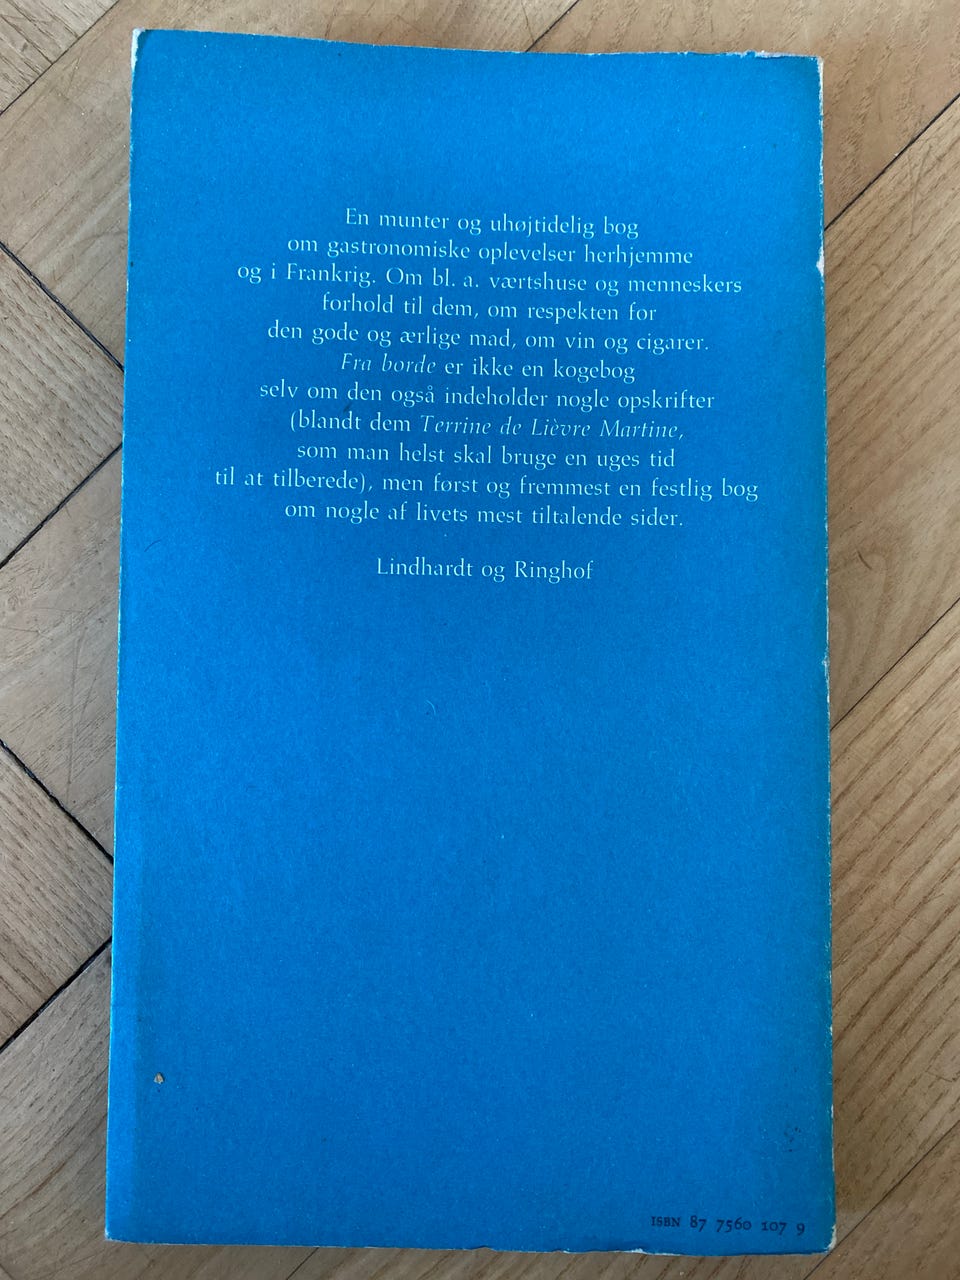 En munter og uhøjtidelig bog
om gastronomiske oplevelser herhjemme
og i Frankrig. Om bl. a. værtshuse og menneskers
forhold til dem, om respekten for
den gode og ærlige mad, om vin og cigarer.
Fra borde er ikke en kogebog
selv om den også indeholder nogle opskrifter
(blandt dem Terrine de Lièvre Martine,
som man helst skal bruge en uges tid
til at tilberede), men først og fremmest en festlig bog
om nogle af livets mest tiltalende sider.
Lindhardt og Ringhof
ISBN 87 7560 107 9